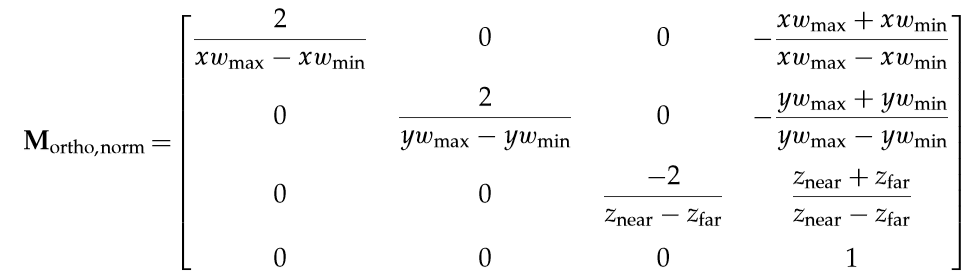 M_ortho,norm = [ 2/(xw_max − xw_min) 0 0 −(xw_max + xw_min)/(xw_max − xw_min)
0 2/(yw_max − yw_min) 0 −(yw_max + yw_min)/(yw_max − yw_min)
0 0 −2/(z_near − z_far) (z_near + z_far)/(z_near − z_far)
0 0 0 1 ]